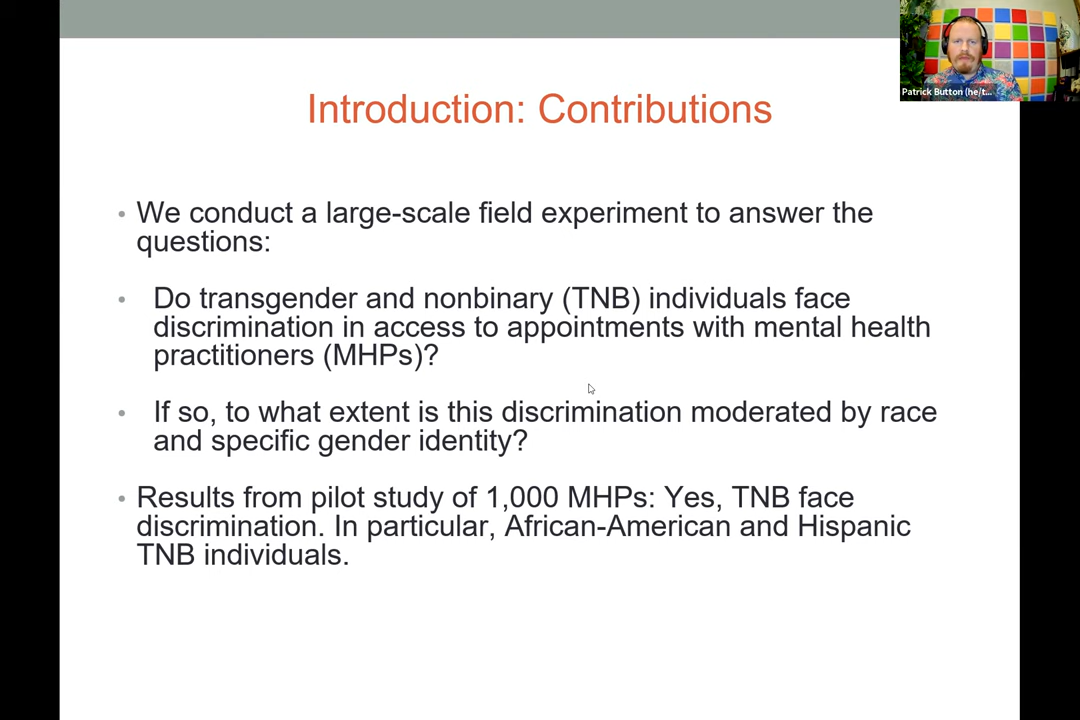 Patrick Button (he/t...
Introduction: Contributions
• We conduct a large-scale field experiment to answer the
questions:
• Do transgender and nonbinary (TNB) individuals face
discrimination in access to appointments with mental health
practitioners (MHPs)?
• If so, to what extent is this discrimination moderated by race
and specific gender identity?
• Results from pilot study of 1,000 MHPs: Yes, TNB face
discrimination. In particular, African-American and Hispanic
TNB individuals.